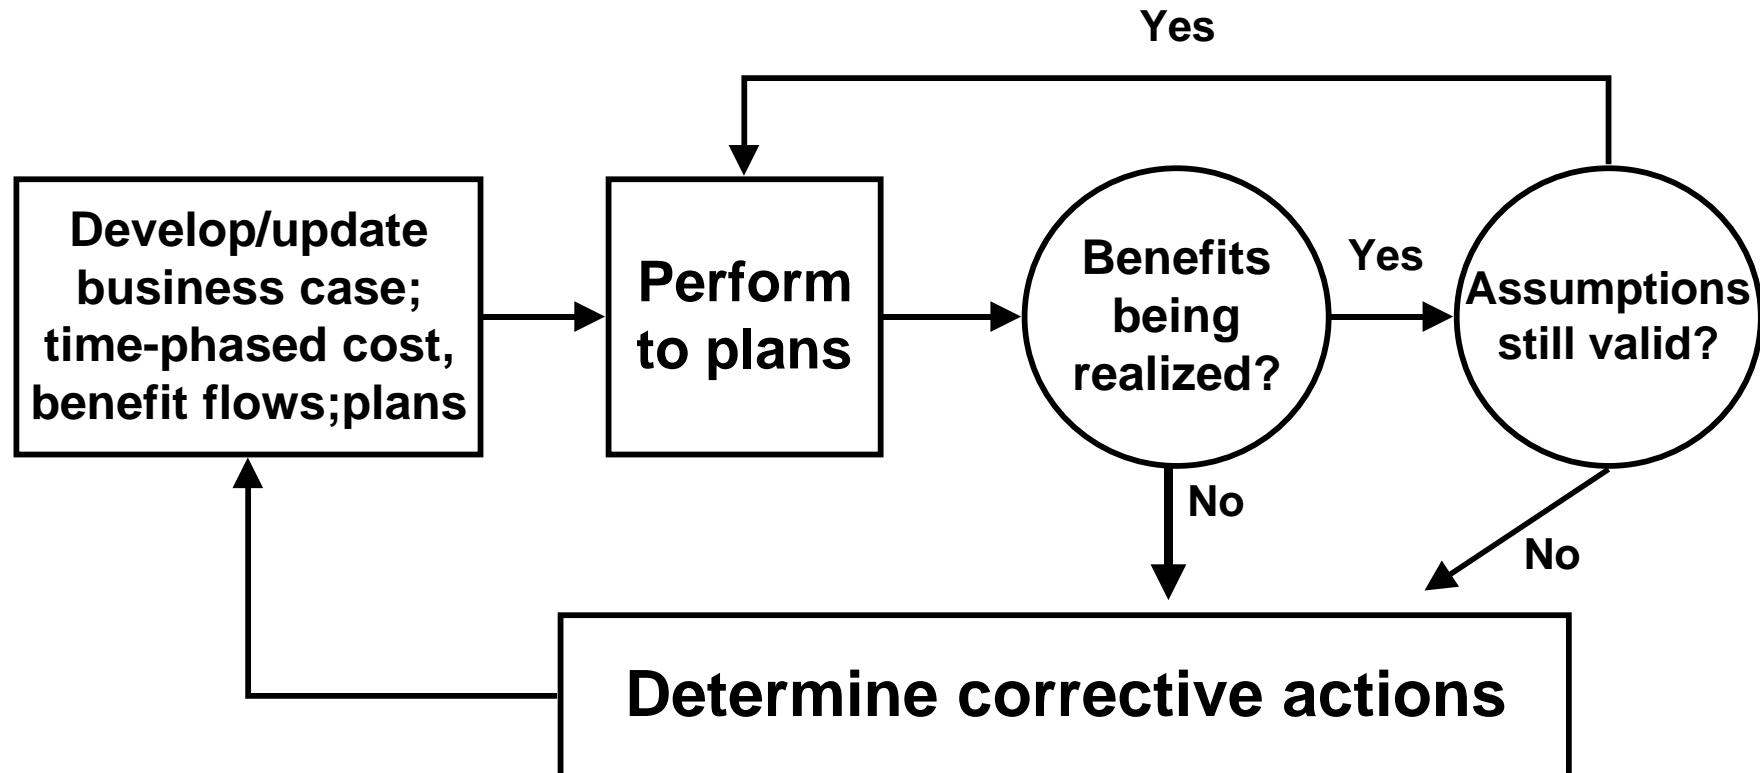 Yes
Develop/update
business case;
time-phased cost,
benefit flows;plans
Perform
to plans
Benefits
being
realized?
Yes
Assumptions
still valid?
No
No
Determine corrective actions